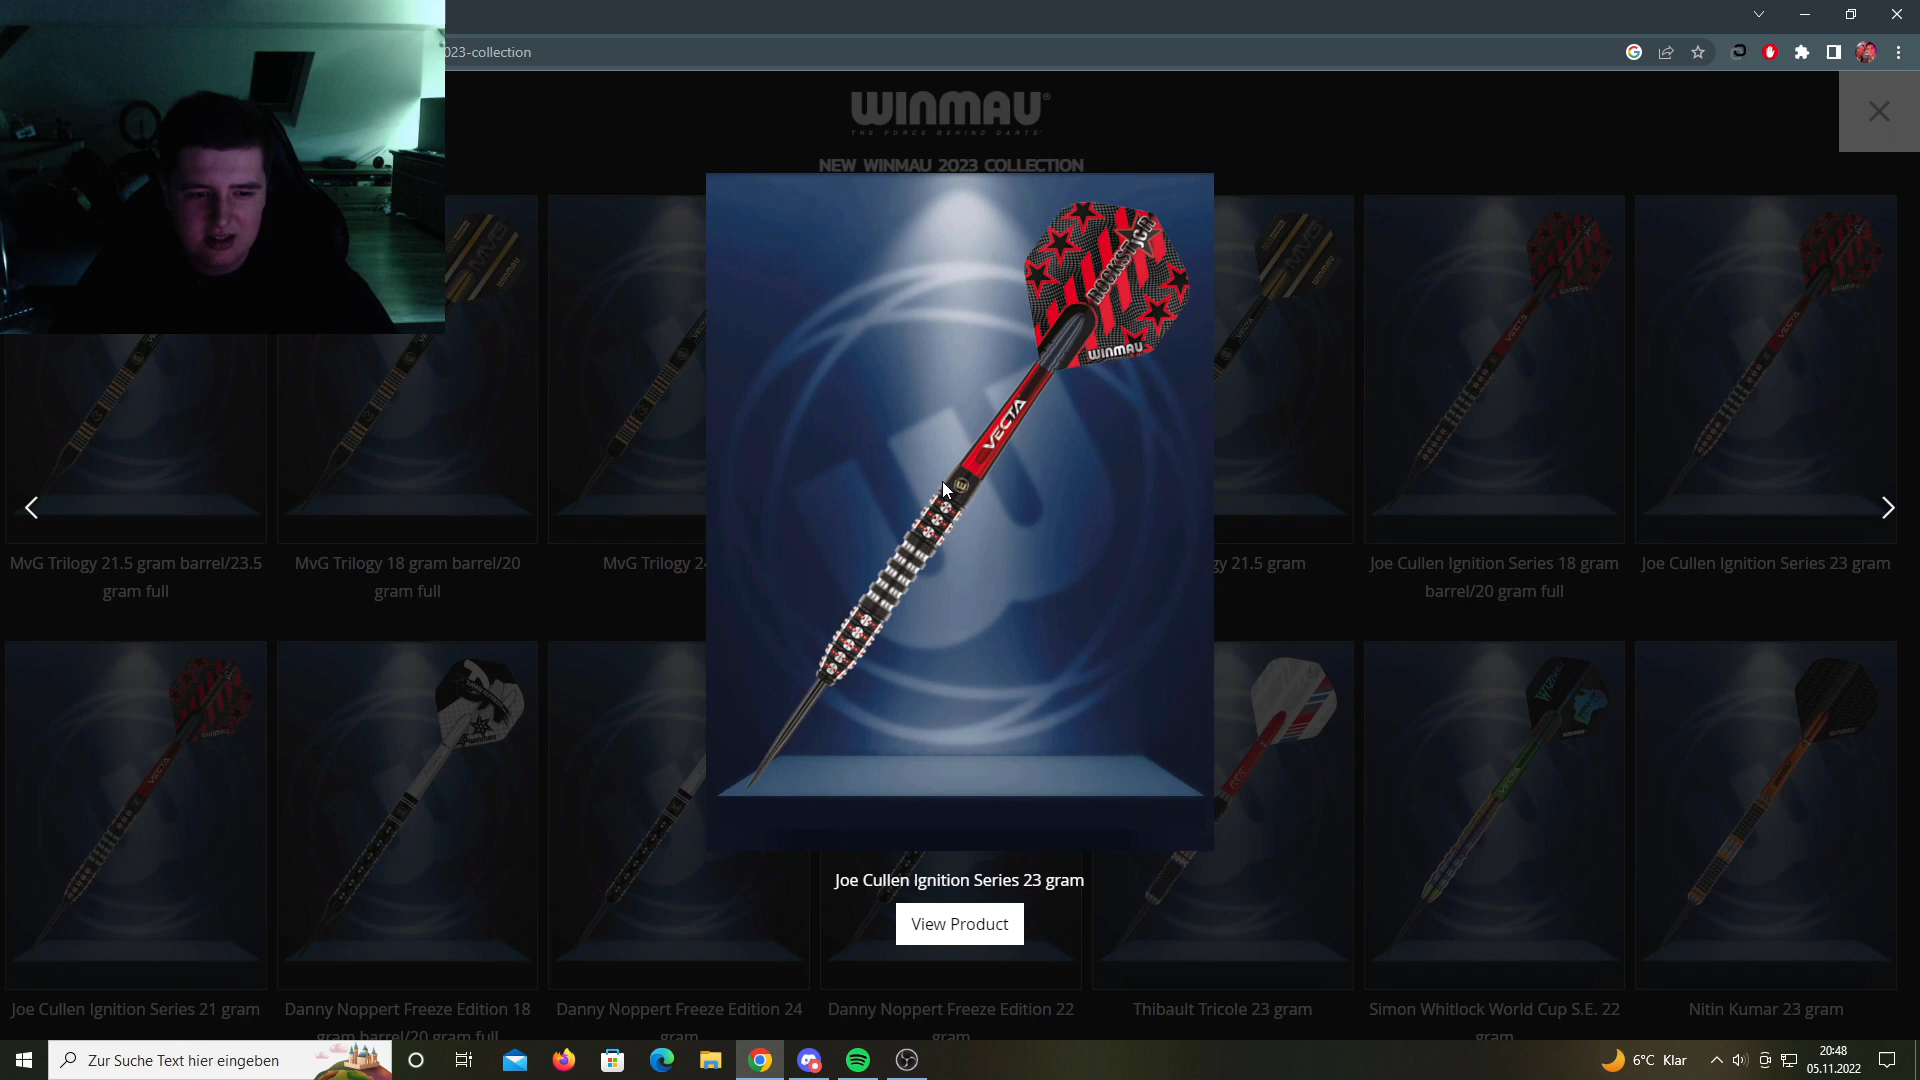 023-collection
WINMAU®
THE FORCE BEHIND DARTS
NEW WINMAU 2023 COLLECTION
ROCKSTAR
WINMAU
VECTA
MvG Trilogy 21.5 gram barrel/23.5
gram full
MvG Trilogy 18 gram barrel/20
gram full
MvG Trilogy 24
gy 21.5 gram
Joe Cullen Ignition Series 18 gram
barrel/20 gram full
Joe Cullen Ignition Series 23 gram
Joe Cullen Ignition Series 23 gram
View Product
Joe Cullen Ignition Series 21 gram
Danny Noppert Freeze Edition 18
gram barrel/20 gram full
Danny Noppert Freeze Edition 24
gram
Danny Noppert Freeze Edition 22
gram
Thibault Tricole 23 gram
Simon Whitlock World Cup S.E. 22
gram
Nitin Kumar 23 gram
Zur Suche Text hier eingeben
6°C Klar
20:48
05.11.2022